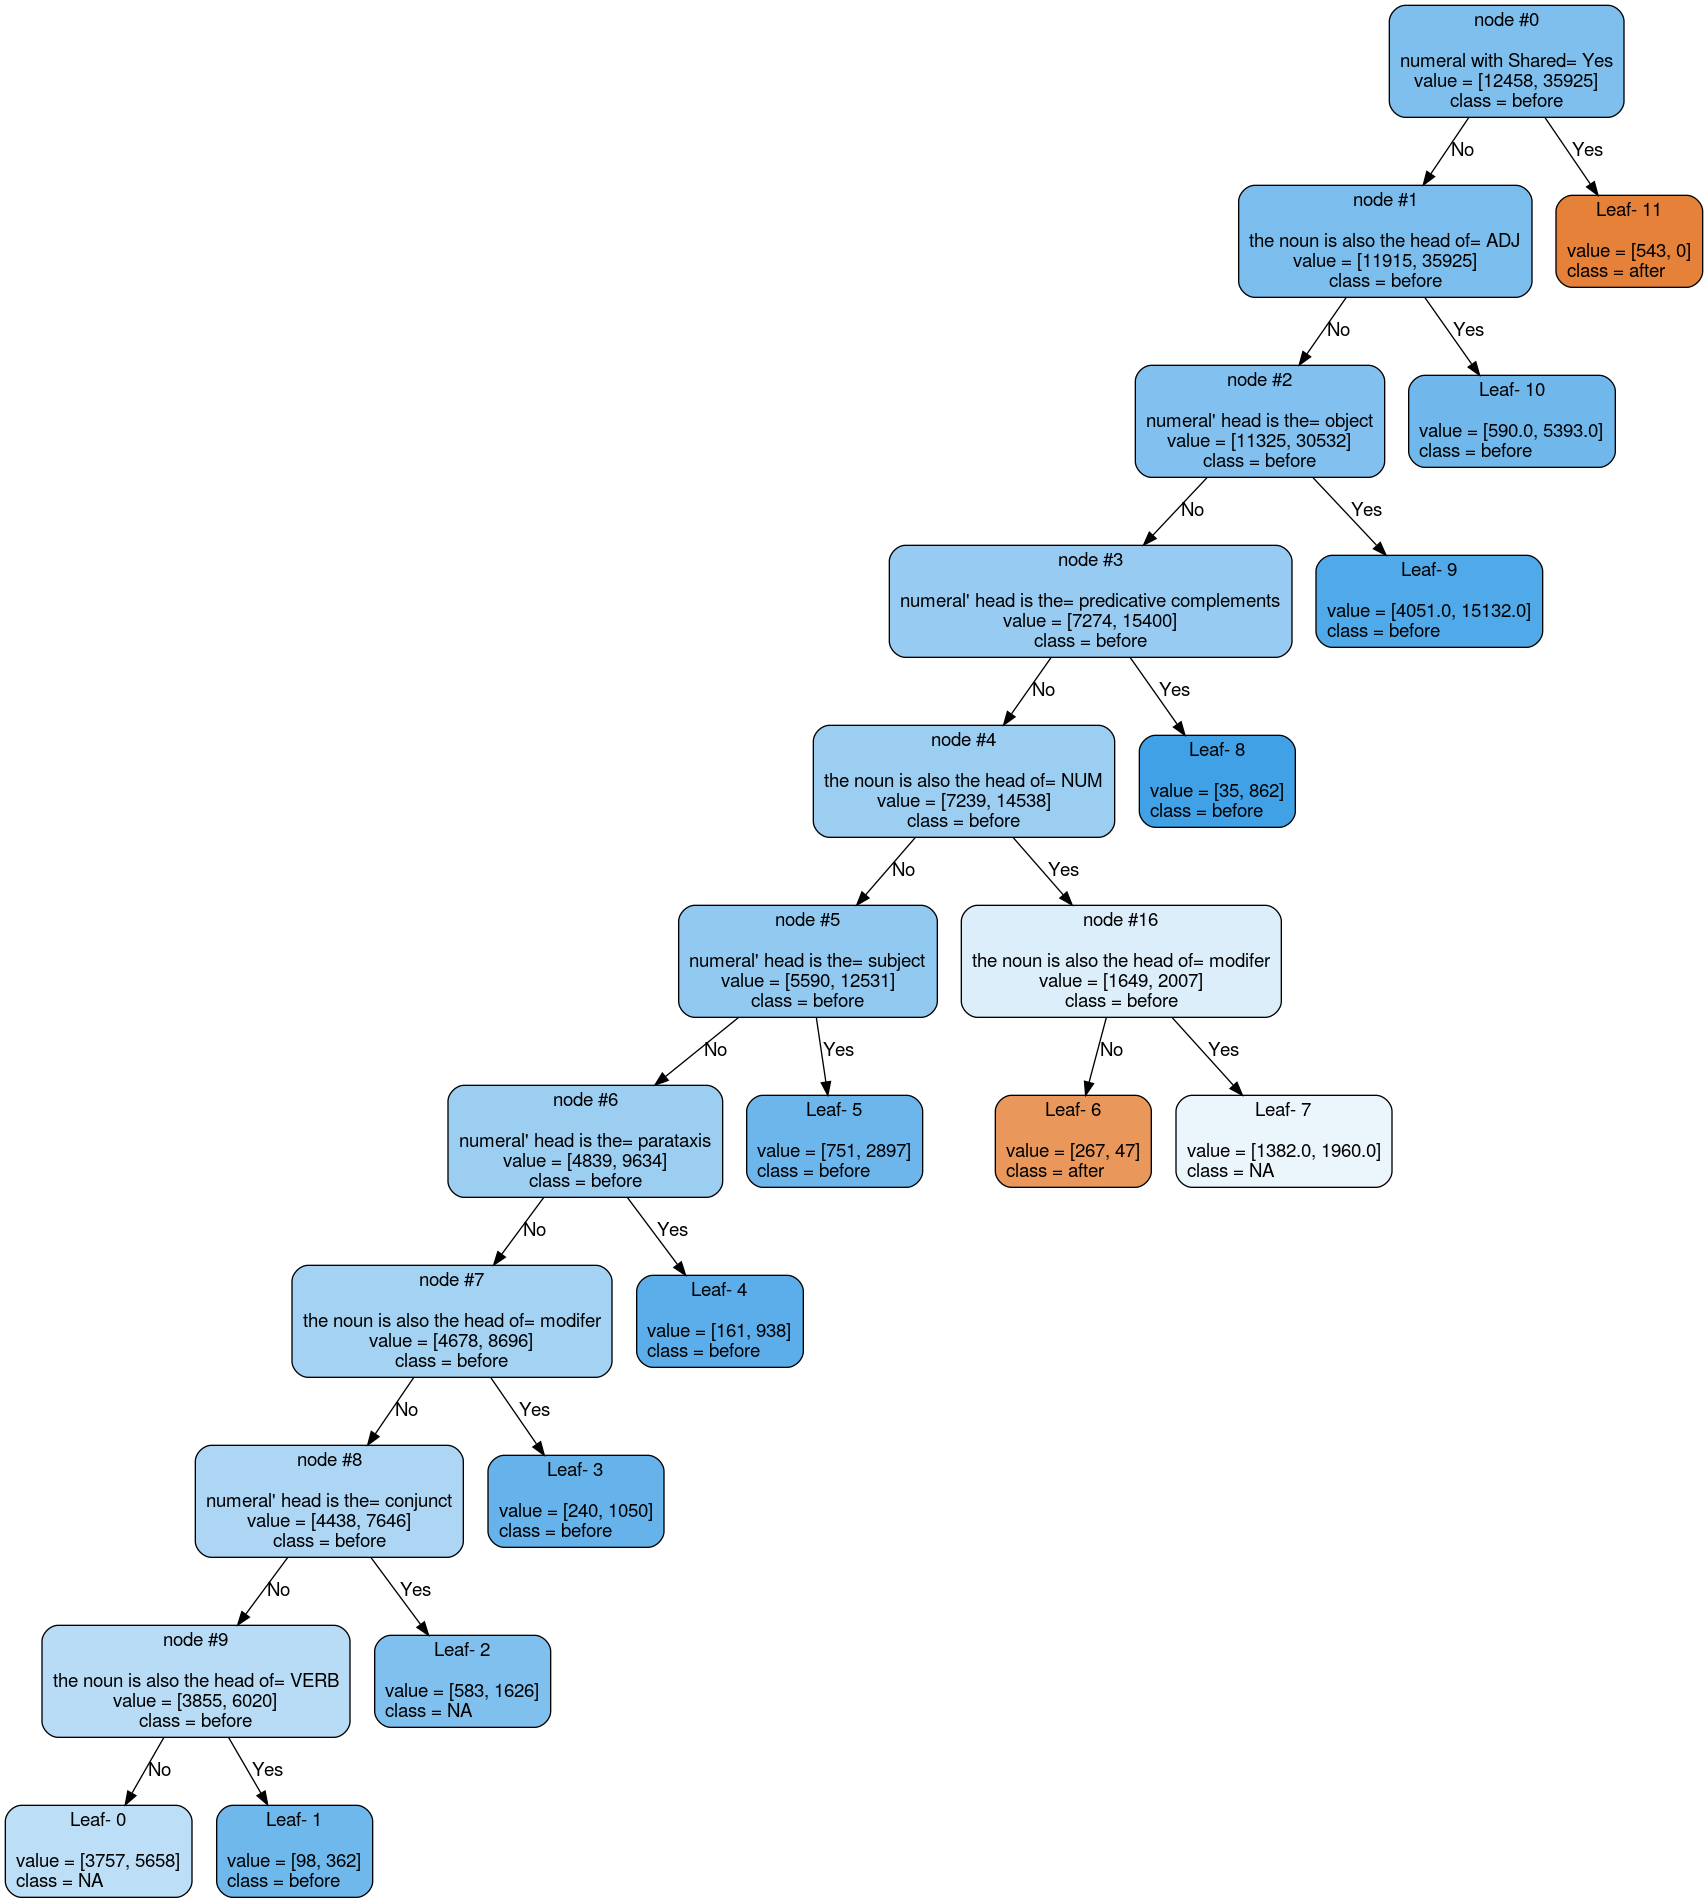 node #0
numeral with Shared= Yes
value = [12458, 35925]
class = before
No
Yes
node #1
the noun is also the head of= ADJ
value = [11915, 35925]
class = before
Leaf- 11
value = [543, 0]
class = after
No
Yes
node #2
numeral' head is the= object
value = [11325, 30532]
class = before
Leaf- 10
value = [590.0, 5393.0]
class = before
No
Yes
node #3
numeral' head is the= predicative complements
value = [7274, 15400]
class = before
Leaf- 9
value = [4051.0, 15132.0]
class = before
No
Yes
node #4
the noun is also the head of= NUM
value = [7239, 14538]
class = before
Leaf- 8
value = [35, 862]
class = before
No
Yes
node #5
numeral' head is the= subject
value = [5590, 12531]
class = before
node #16
the noun is also the head of= modifer
value = [1649, 2007]
class = before
No
Yes
No
Yes
node #6
numeral' head is the= parataxis
value = [4839, 9634]
class = before
Leaf- 5
value = [751, 2897]
class = before
Leaf- 6
value = [267, 47]
class = after
Leaf- 7
value = [1382.0, 1960.0]
class = NA
No
Yes
node #7
the noun is also the head of= modifer
value = [4678, 8696]
class = before
Leaf- 4
value = [161, 938]
class = before
No
Yes
node #8
numeral' head is the= conjunct
value = [4438, 7646]
class = before
Leaf- 3
value = [240, 1050]
class = before
No
Yes
node #9
the noun is also the head of= VERB
value = [3855, 6020]
class = before
Leaf- 2
value = [583, 1626]
class = NA
No
Yes
Leaf- 0
value = [3757, 5658]
class = NA
Leaf- 1
value = [98, 362]
class = before